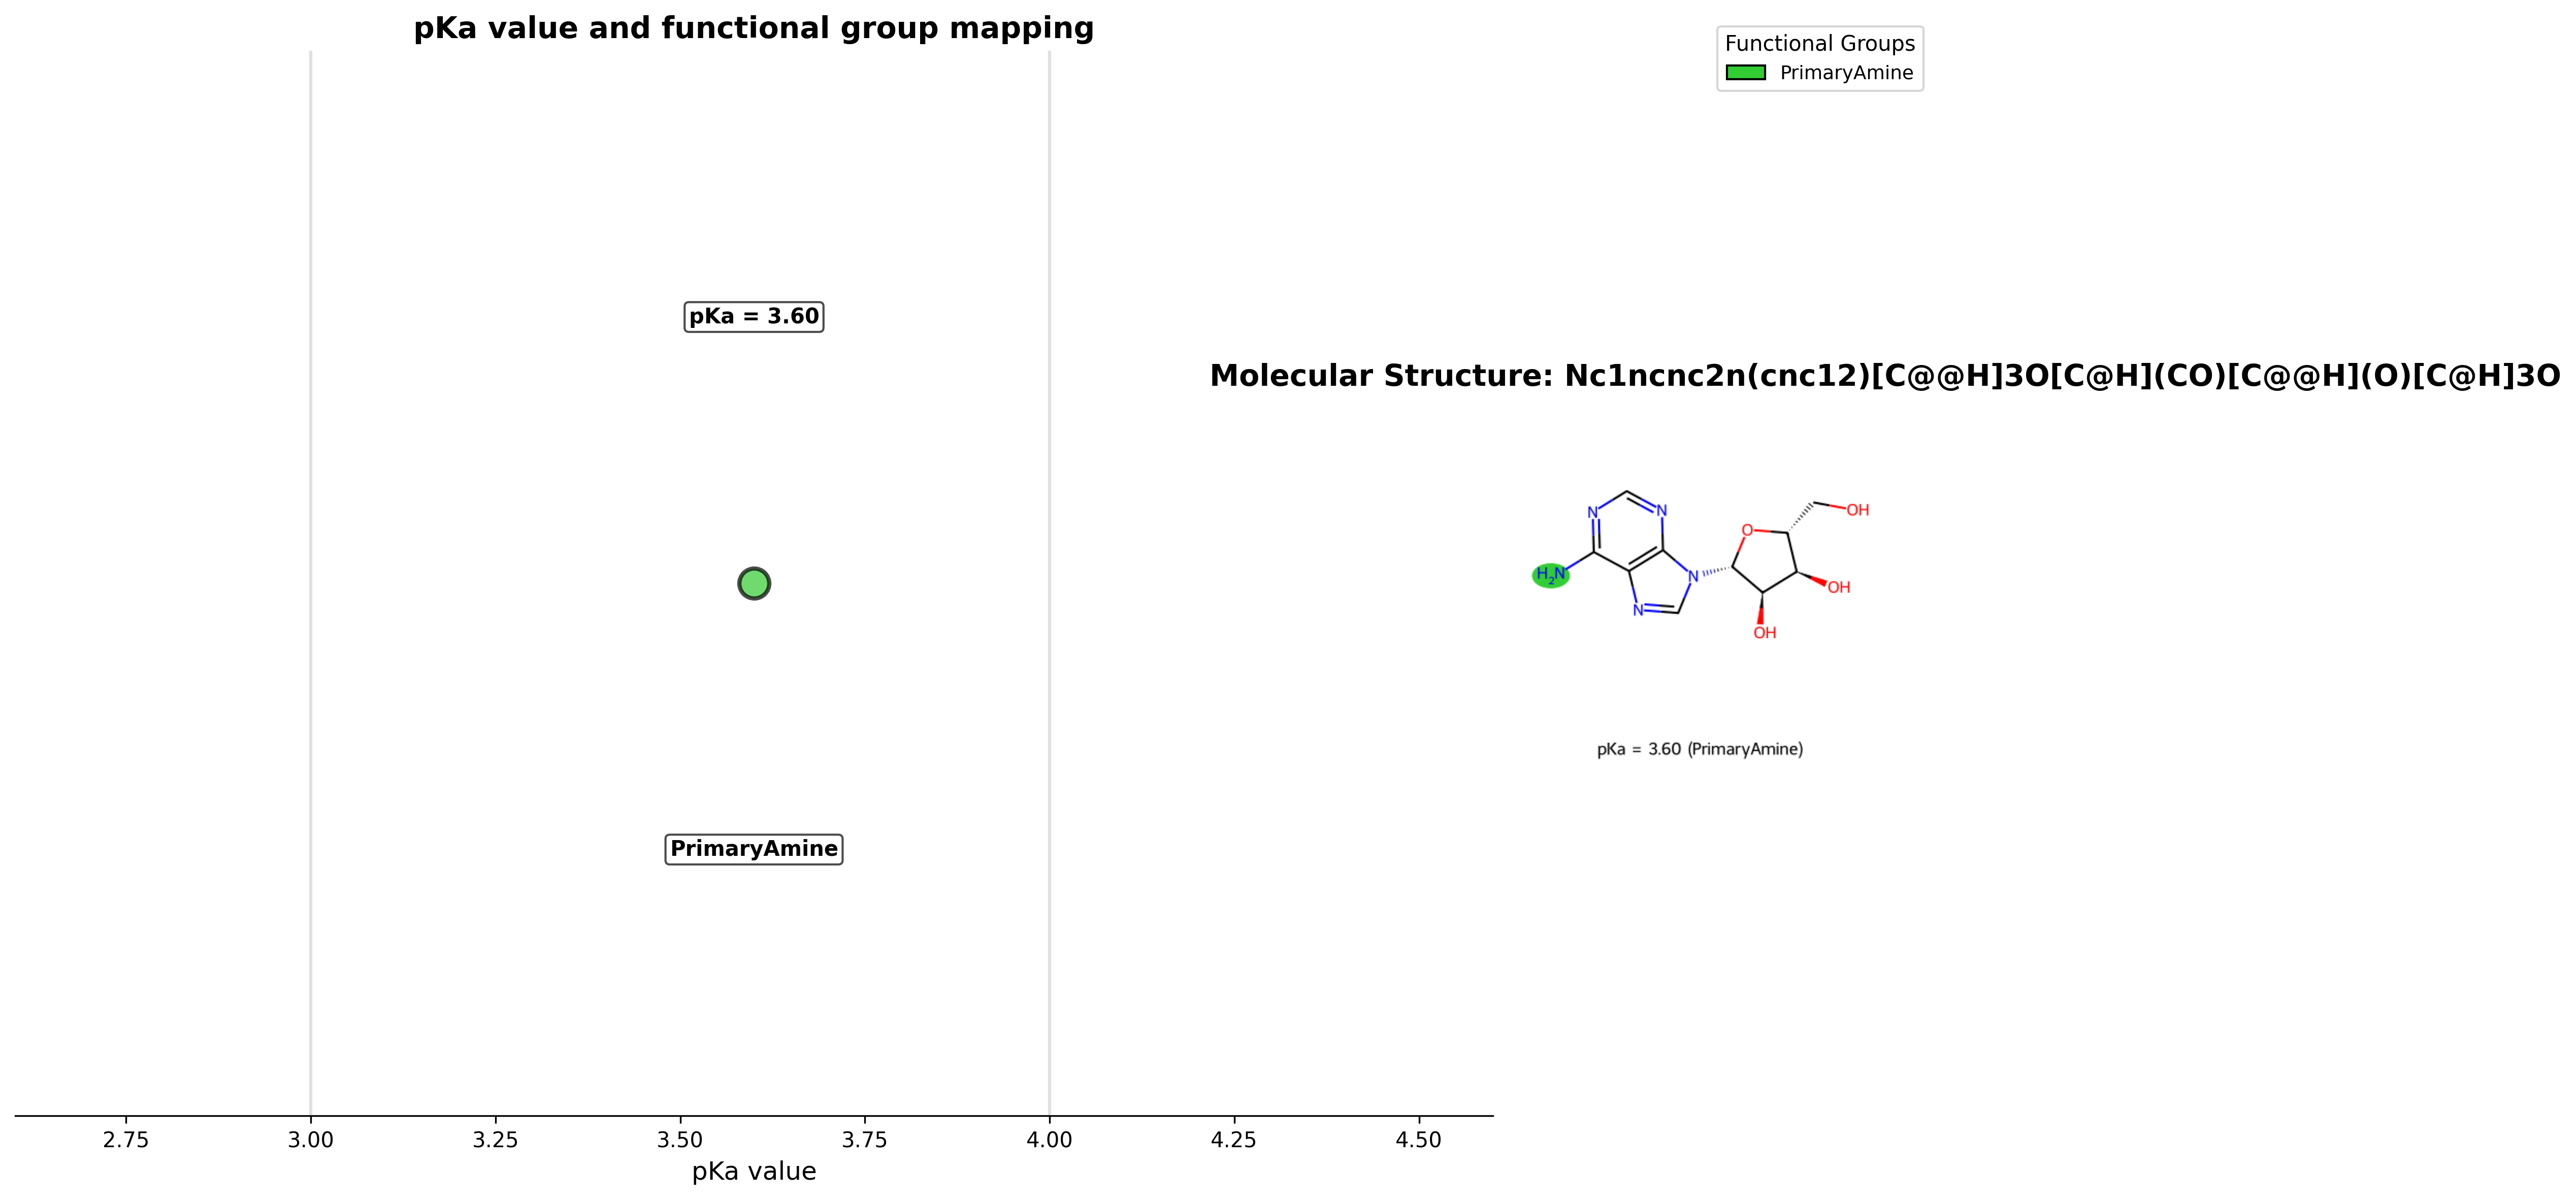 pKa value and functional group mapping
pKa = 3.60
PrimaryAmine
2.75 3.00 3.25 3.50 3.75 4.00 4.25 4.50
pKa value
Functional Groups
PrimaryAmine
Molecular Structure: Nc1ncnc2n(cnc12)[C@@H]3O[C@H](CO)[C@@H](O)[C@H]3O
N
N
O
OH
H2N
N
N
OH
OH
pKa = 3.60 (PrimaryAmine)